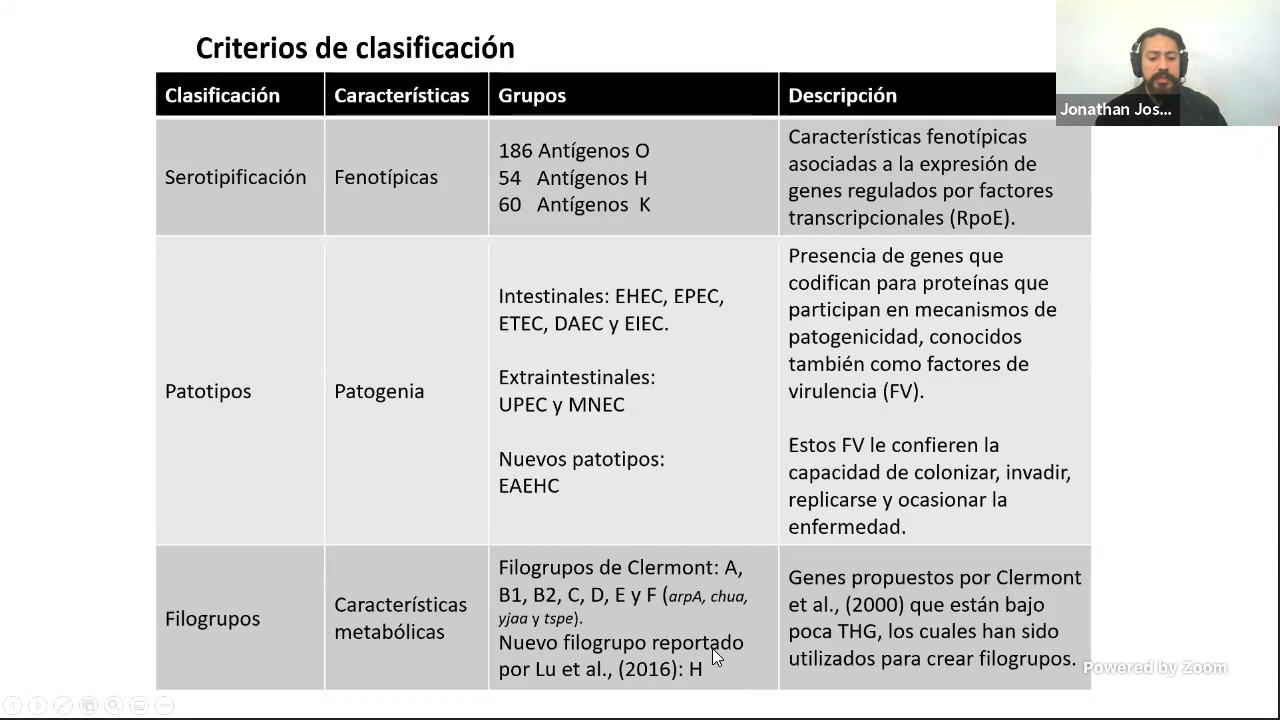 Criterios de clasificación
Clasificación
Características
Grupos
Descripción
Serotipificación
Fenotípicas
186 Antígenos O
54 Antígenos H
60 Antígenos K
Características fenotípicas
asociadas a la expresión de
genes regulados por factores
transcripcionales (RpoE).
Patotipos
Patogenia
Intestinales: EHEC, EPEC,
ETEC, DAEC y EIEC.
Extraintestinales:
UPEC y MNEC
Nuevos patotipos:
EAEHC
Presencia de genes que
codifican para proteínas que
participan en mecanismos de
patogenicidad, conocidos
también como factores de
virulencia (FV).
Estos FV le confieren la
capacidad de colonizar, invadir,
replicarse y ocasionar la
enfermedad.
Filogrupos
Características
metabólicas
Filogrupos de Clermont: A,
B1, B2, C, D, E y F (arpA, chua,
yjaa y tspe).
Nuevo filogrupo reportado
por Lu et al., (2016): H
Genes propuestos por Clermont
et al., (2000) que están bajo
poca THG, los cuales han sido
utilizados para crear filogrupos.
Jonathan Jos...
Powered by Zoom